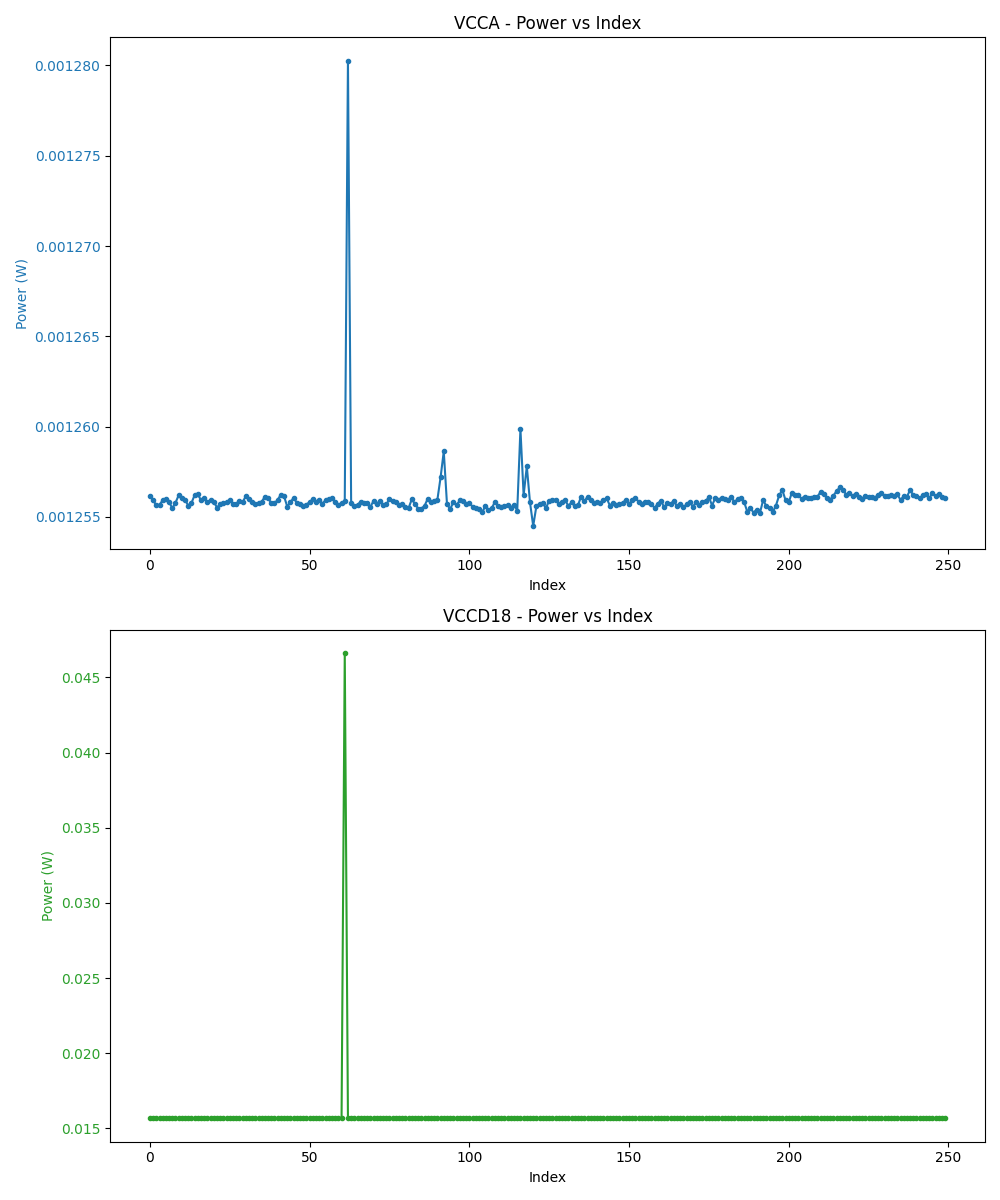 VCCA - Power vs Index
0.001280
0.001275
0.001270
0.001265
0.001260
0.001255
Power (W)
0 50 100 150 200 250
Index
VCCD18 - Power vs Index
0.045
0.040
0.035
0.030
0.025
0.020
0.015
Power (W)
0 50 100 150 200 250
Index